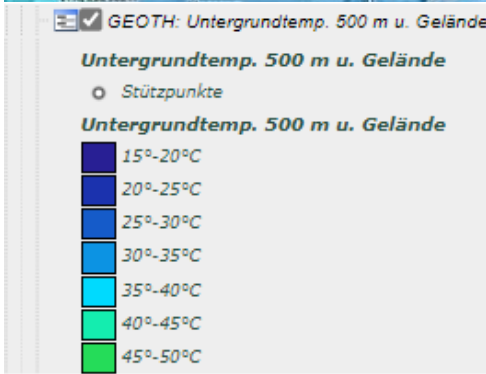 GEOTH: Untergrundtemp. 500 m u. Gelände
Untergrundtemp. 500 m u. Gelände
Stützpunkte
Untergrundtemp. 500 m u. Gelände
15°-20°C
20°-25°C
25°-30°C
30°-35°C
35°-40°C
40°-45°C
45°-50°C